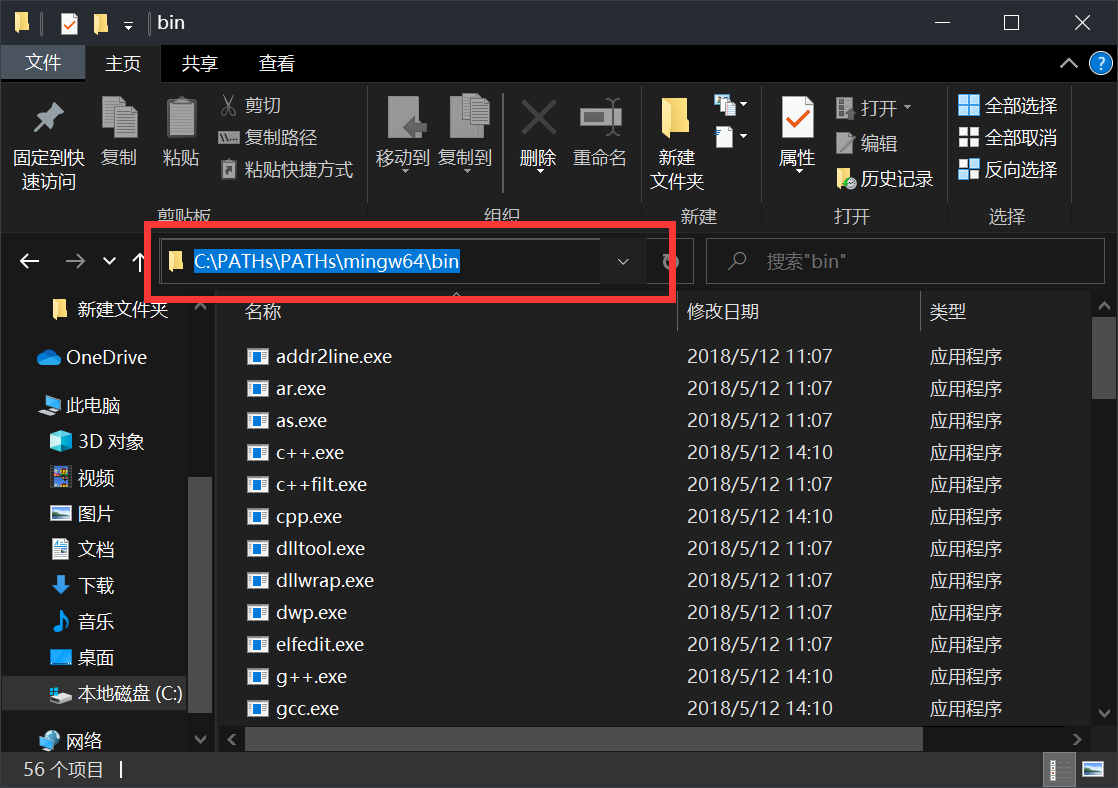 bin
文件 主页 共享 查看
固定到快速访问
复制
粘贴
剪切
复制路径
粘贴快捷方式
剪贴板
移动到 复制到
删除 重命名
组织
新建
文件夹
新建
属性
打开
编辑
历史记录
打开
全部选择
全部取消
反向选择
选择
C:\PATHs\PATHs\mingw64\bin
搜索"bin"
新建文件夹
OneDrive
此电脑
3D 对象
视频
图片
文档
下载
音乐
桌面
本地磁盘 (C:)
网络
名称 修改日期 类型
addr2line.exe 2018/5/12 11:07 应用程序
ar.exe 2018/5/12 11:07 应用程序
as.exe 2018/5/12 11:07 应用程序
c++.exe 2018/5/12 14:10 应用程序
c++filt.exe 2018/5/12 11:07 应用程序
cpp.exe 2018/5/12 14:10 应用程序
dlltool.exe 2018/5/12 11:07 应用程序
dllwrap.exe 2018/5/12 11:07 应用程序
dwp.exe 2018/5/12 11:07 应用程序
elfedit.exe 2018/5/12 11:07 应用程序
g++.exe 2018/5/12 14:10 应用程序
gcc.exe 2018/5/12 14:10 应用程序
56 个项目